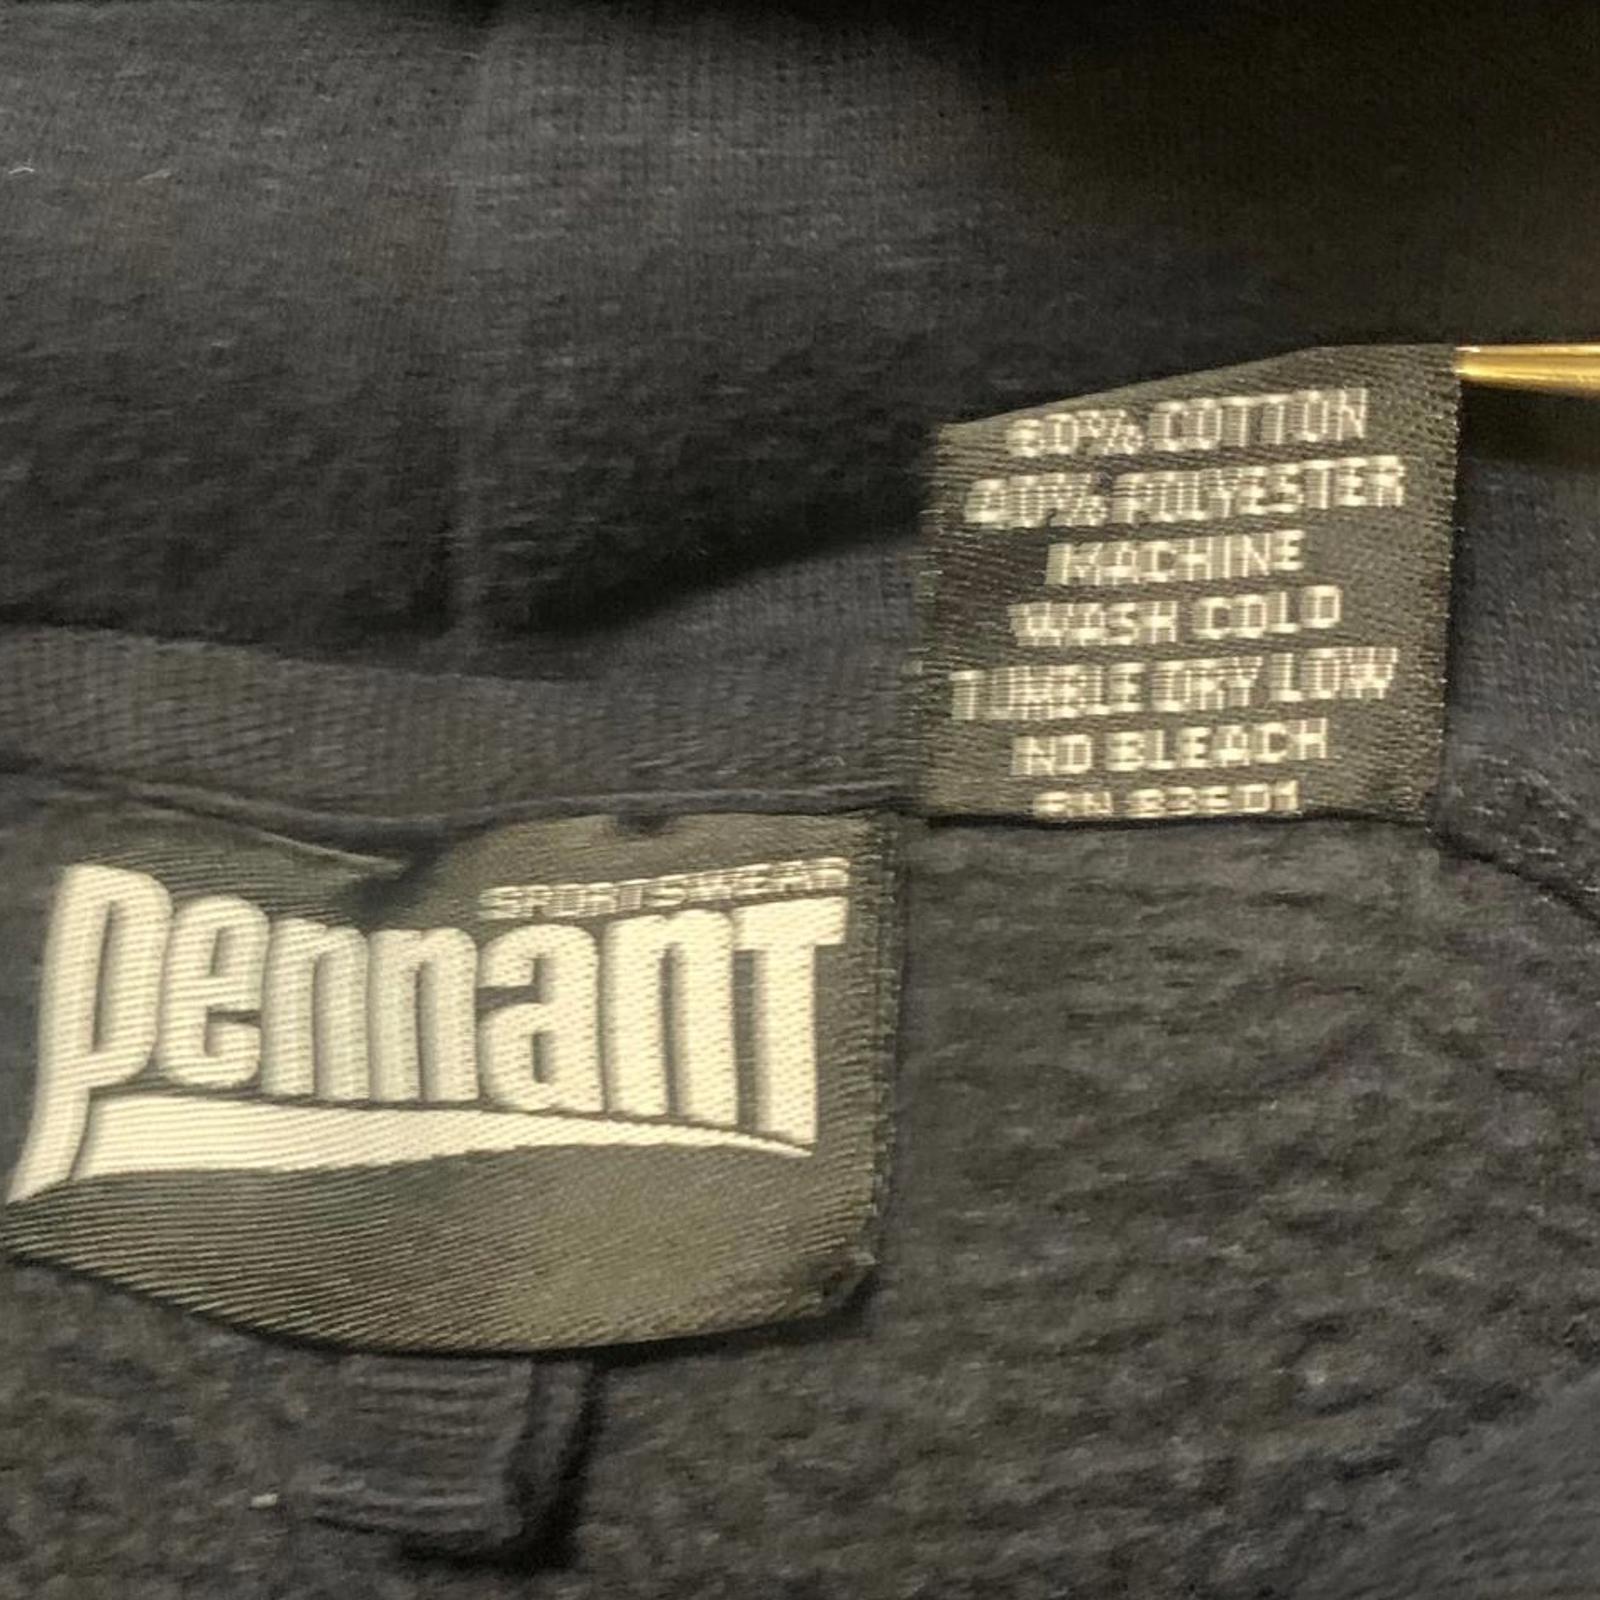 60% COTTON
40% POLYESTER
MACHINE
WASH COLD
TUMBLE DRY LOW
NO BLEACH
SPORTSWEAR
pennanT